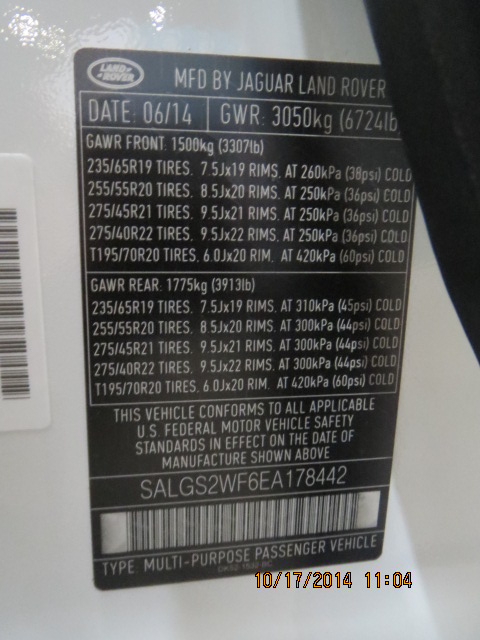 LAND ROVER
MFD BY JAGUAR LAND ROVER
DATE: 06/14 GWR: 3050kg (6724lb)
GAWR FRONT: 1500kg (3307lb)
235/65R19 TIRES. 7.5Jx19 RIMS. AT 260kPa (38psi) COLD
255/55R20 TIRES. 8.5Jx20 RIMS. AT 250kPa (36psi) COLD
275/45R21 TIRES. 9.5Jx21 RIMS. AT 250kPa (36psi) COLD
275/40R22 TIRES. 9.5Jx22 RIMS. AT 250kPa (36psi) COLD
T195/70R20 TIRES. 6.0Jx20 RIM. AT 420kPa (60psi) COLD
GAWR REAR: 1775kg (3913lb)
235/65R19 TIRES. 7.5Jx19 RIMS. AT 310kPa (45psi) COLD
255/55R20 TIRES. 8.5Jx20 RIMS. AT 300kPa (44psi) COLD
275/45R21 TIRES. 9.5Jx21 RIMS. AT 300kPa (44psi) COLD
275/40R22 TIRES. 9.5Jx22 RIMS. AT 300kPa (44psi) COLD
T195/70R20 TIRES. 6.0Jx20 RIM. AT 420kPa (60psi) COLD
THIS VEHICLE CONFORMS TO ALL APPLICABLE
U.S. FEDERAL MOTOR VEHICLE SAFETY
STANDARDS IN EFFECT ON THE DATE OF
MANUFACTURE SHOWN ABOVE
SALGS2WF6EA178442
TYPE: MULTI-PURPOSE PASSENGER VEHICLE
10/17/2014 11:04